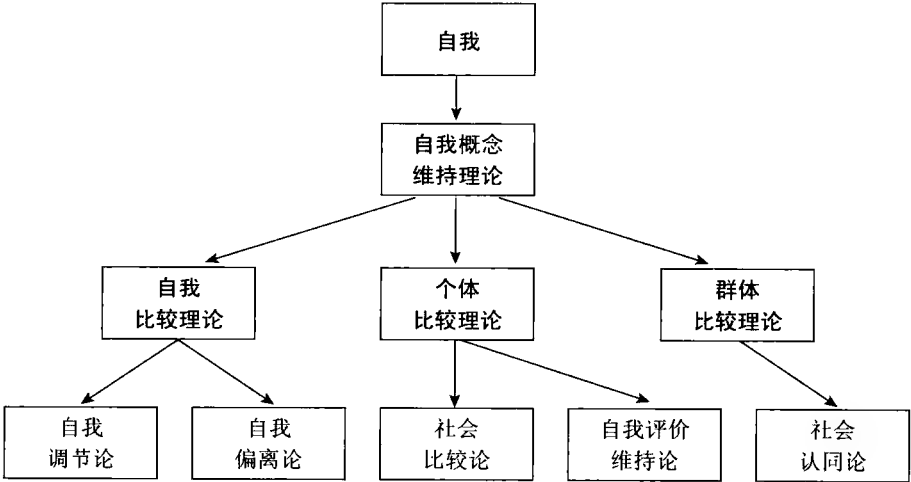 自我
自我概念
维持理论
自我
比较理论
个体
比较理论
群体
比较理论
自我
调节论
自我
偏离论
社会
比较论
自我评价
维持论
社会
认同论